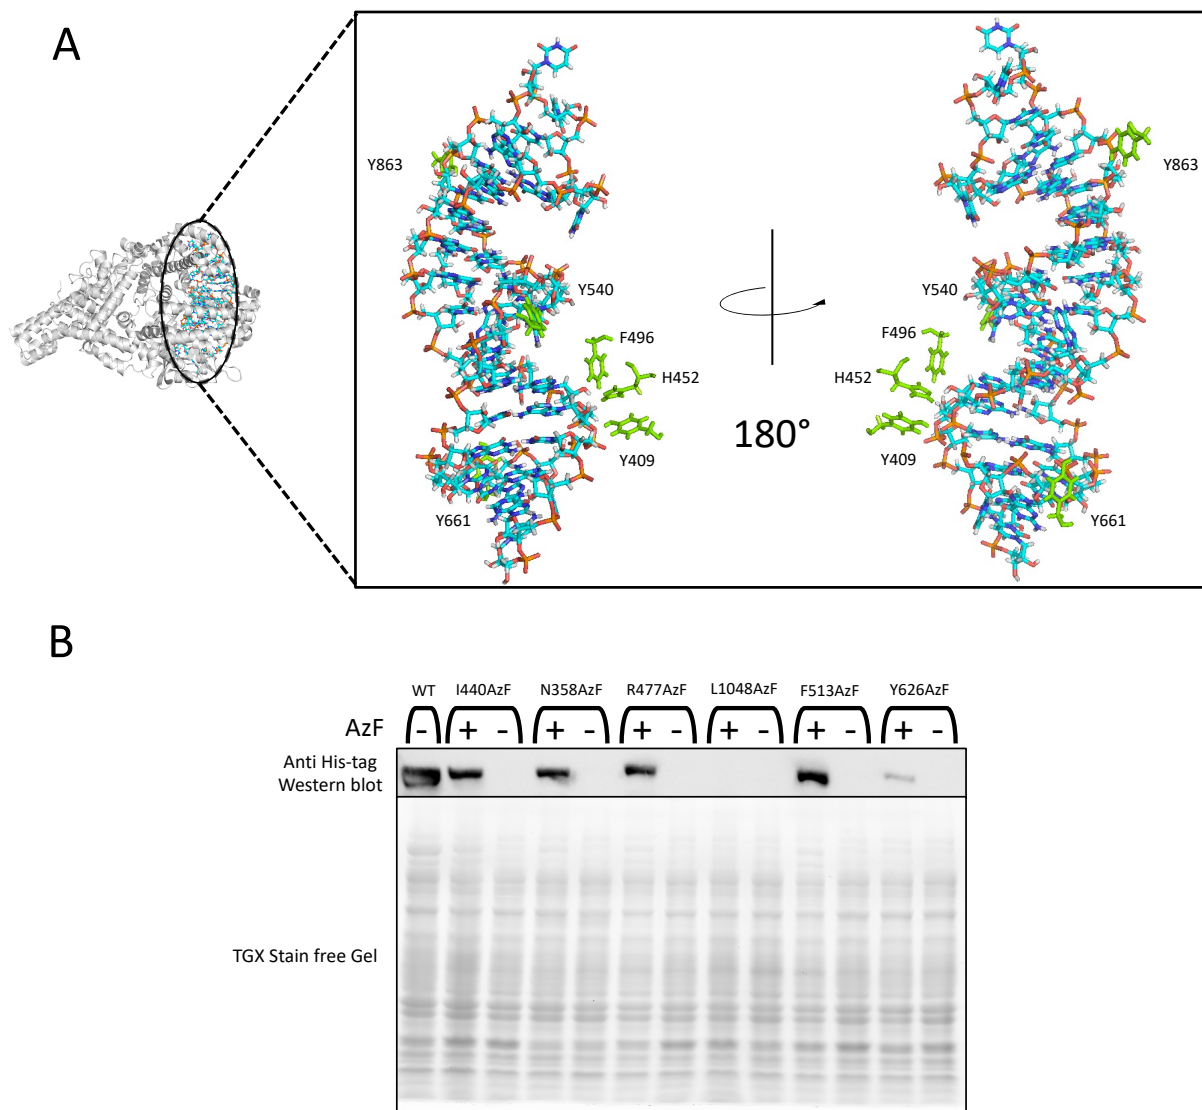 A
Y863
Y863
Y540
Y540
F496
F496
H452
H452
180°
Y409
Y409
Y661
Y661
B
WT I440AzF N358AzF R477AzF L1048AzF F513AzF Y626AzF
AzF - + - + - + - + - + - + -
Anti His-tag
Western blot
TGX Stain free Gel